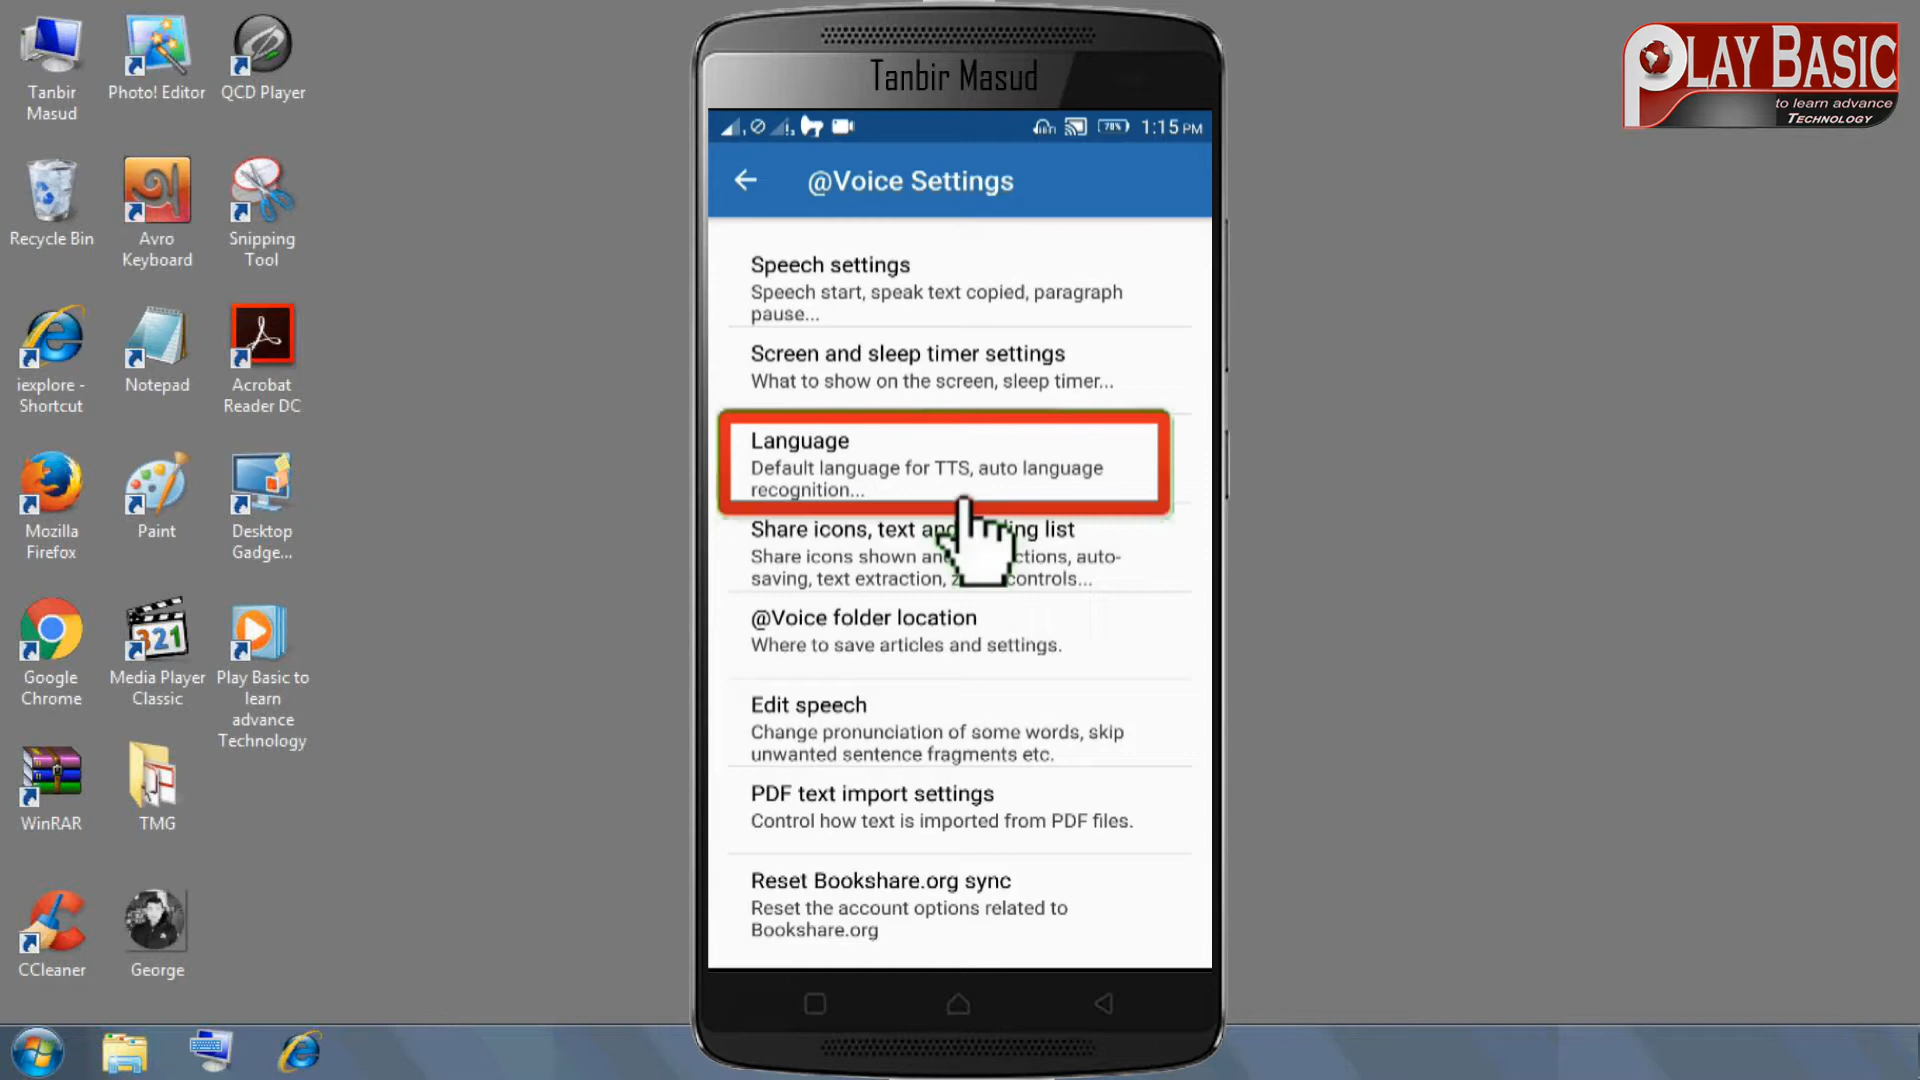 Tanbir
Masud
Photo! Editor
QCD Player
Recycle Bin
Avro
Keyboard
Snipping
Tool
iexplore -
Shortcut
Notepad
Acrobat
Reader DC
Mozilla
Firefox
Paint
Desktop
Gadge...
Google
Chrome
Media Player
Classic
321
Play Basic to
learn
advance
Technology
WinRAR
TMG
CCleaner
George
Tanbir Masud
78%
1:15 PM
@Voice Settings
Speech settings
Speech start, speak text copied, paragraph
pause...
Screen and sleep timer settings
What to show on the screen, sleep timer...
Language
Default language for TTS, auto language
recognition...
Share icons, text and list
Share icons shown auto-
saving, text extraction, controls...
@Voice folder location
Where to save articles and settings.
Edit speech
Change pronunciation of some words, skip
unwanted sentence fragments etc.
PDF text import settings
Control how text is imported from PDF files.
Reset Bookshare.org sync
Reset the account options related to
Bookshare.org
PLAY BASIC
to learn advance
TECHNOLOGY